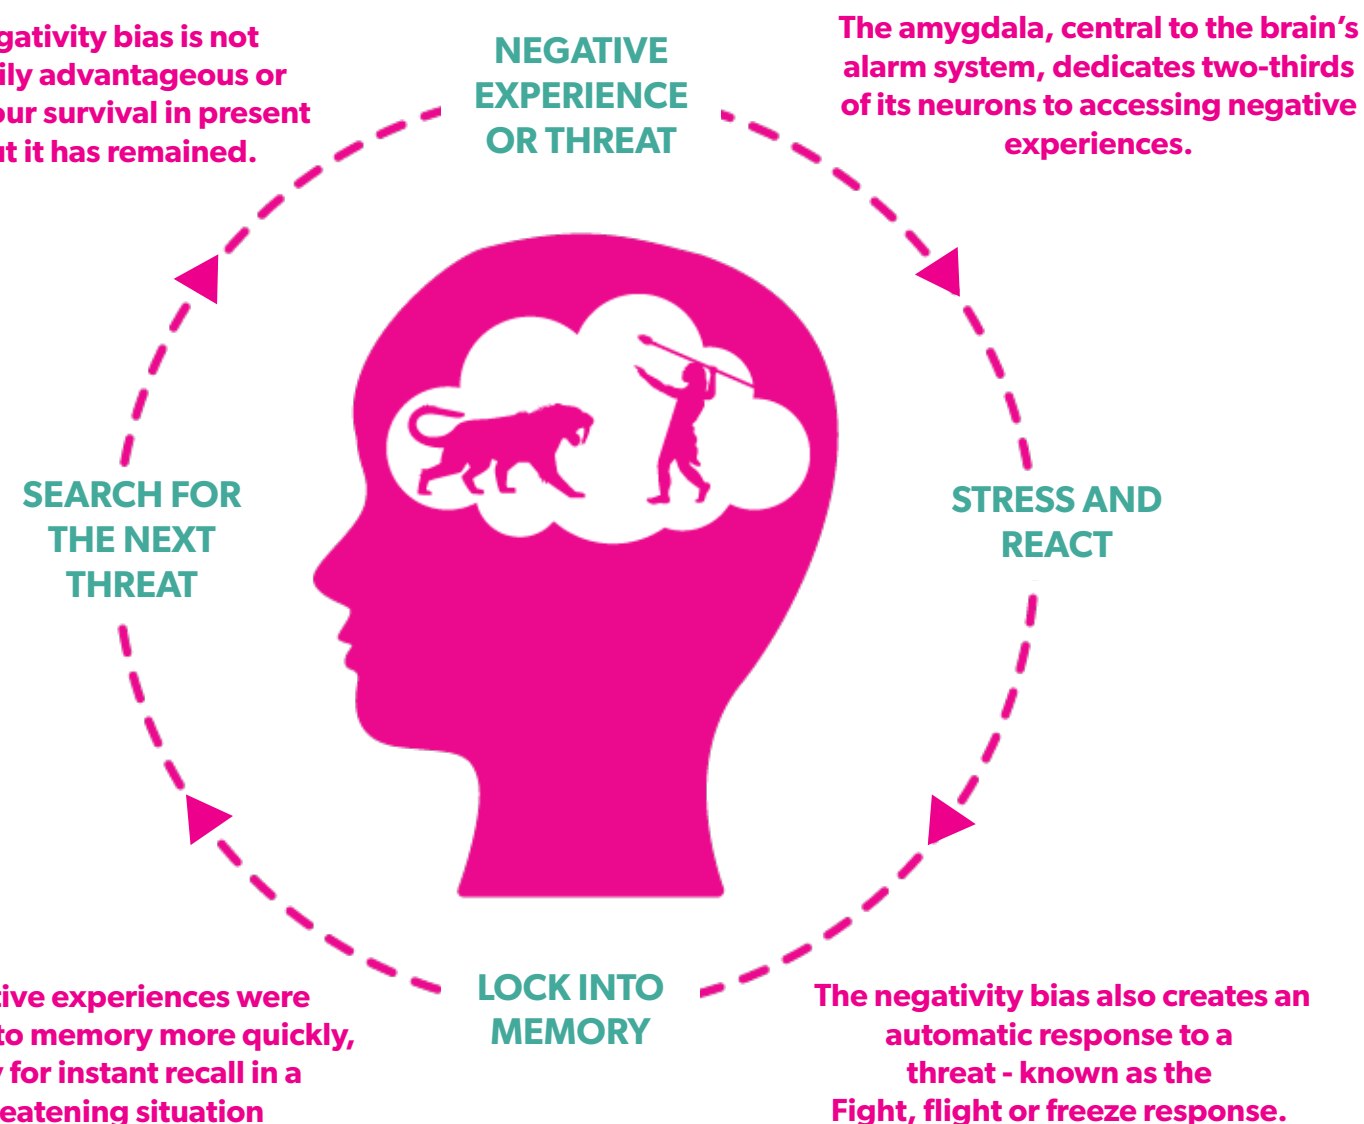 gativity bias is not
ily advantageous or
our survival in present
ut it has remained.
NEGATIVE
EXPERIENCE
OR THREAT
The amygdala, central to the brain’s
alarm system, dedicates two-thirds
of its neurons to accessing negative
experiences.
SEARCH FOR
THE NEXT
THREAT
STRESS AND
REACT
tive experiences were
to memory more quickly,
y for instant recall in a
eatening situation
LOCK INTO
MEMORY
The negativity bias also creates an
automatic response to a
threat - known as the
Fight, flight or freeze response.